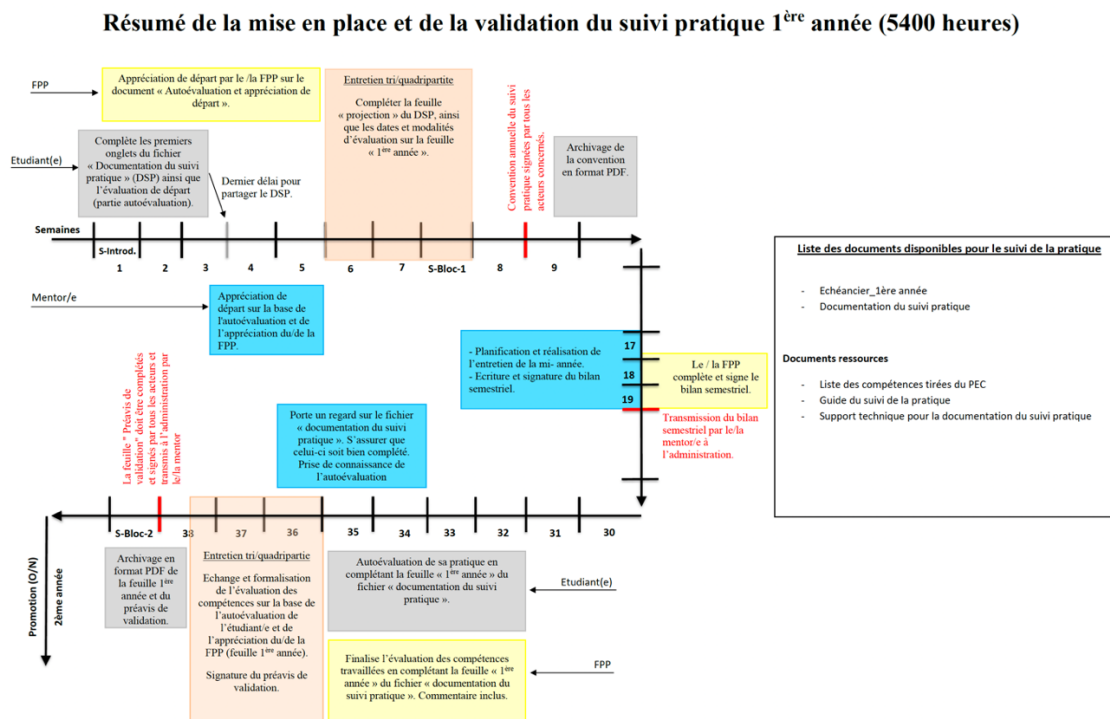 Résumé de la mise en place et de la validation du suivi pratique 1ère année (5400 heures)
FPP
Appréciation de départ par le /la FPP sur le
document « Autoévaluation et appréciation de
départ ».
Entretien tri/quadripartite
Compléter la feuille
« projection » du DSP, ainsi
que les dates et modalités
d’évaluation sur la feuille
« 1ère année ».
Convention annuelle du suivi
pratique signées par tous les
acteurs concernés.
Archivage de
la convention
en format PDF.
Etudiant(e)
Complète les premiers
onglets du fichier
« Documentation du suivi
pratique » (DSP) ainsi que
l’évaluation de départ
(partie autoévaluation).
Dernier délai pour
partager le DSP.
Semaines
S-Introd.
1
2
3
4
5
6
7
S-Bloc-1
8
9
Mentor/e
Appréciation de
départ sur la base de
l'autoévaluation et de
l’appréciation du/de la
FPP.
- Planification et réalisation de
l’entretien de la mi- année.
- Ecriture et signature du bilan
semestriel.
17
18
19
Le / la FPP
complète et signe le
bilan semestriel.
Transmission du bilan
semestriel par le/la
mentor/e à
l’administration.
Liste des documents disponibles pour le suivi de la pratique
- Echéancier_1ère année
- Documentation du suivi pratique
Documents ressources
- Liste des compétences tirées du PEC
- Guide du suivi de la pratique
- Support technique pour la documentation du suivi pratique
La feuille " Préavis de
validation" doit être complétés
et signés par tous les acteurs et
transmis à l’administration par
le/la mentor
Porte un regard sur le fichier
« documentation du suivi
pratique ». S’assurer que
celui-ci soit bien complété.
Prise de connaissance de
l’autoévaluation
S-Bloc-2
38
37
36
35
34
33
32
31
30
Promotion (O/N)
2ème année
Archivage en
format PDF de
la feuille 1ère
année et du
préavis de
validation.
Entretien tri/quadripartie
Echange et formalisation
de l’évaluation des
compétences sur la base de
l’autoévaluation de
l’étudiant/e et de
l’appréciation du/de la
FPP (feuille 1ère année).
Signature du préavis de
validation.
Autoévaluation de sa pratique en
complétant la feuille « 1ère année » du
fichier « documentation du suivi
pratique ».
Etudiant(e)
Finalise l’évaluation des compétences
travaillées en complétant la feuille « 1ère
année » du fichier « documentation du
suivi pratique ». Commentaire inclus.
FPP